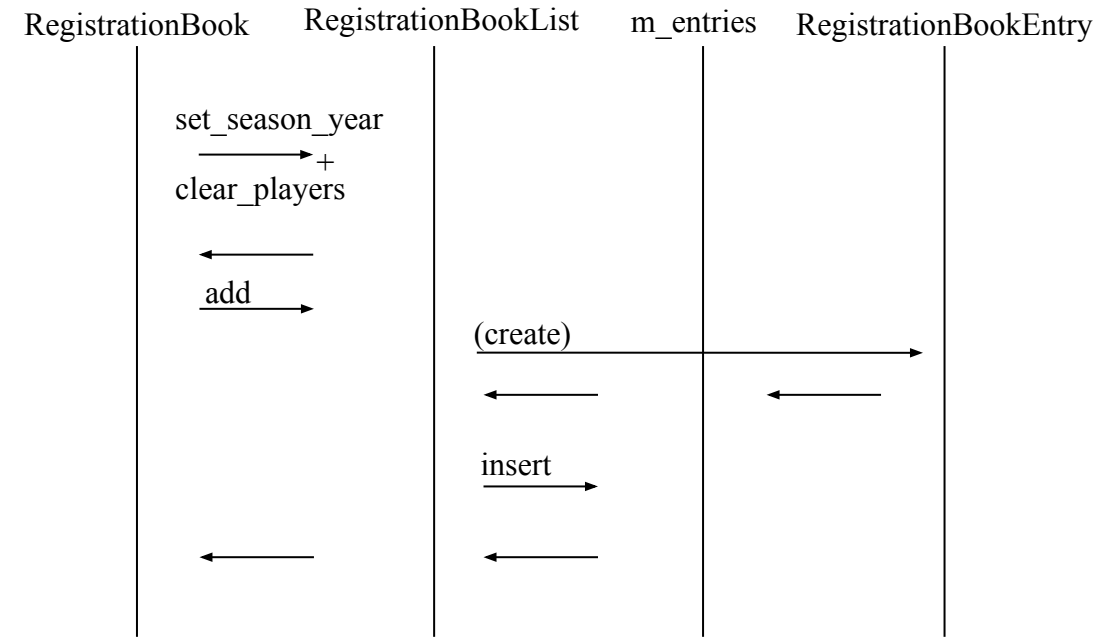 RegistrationBook RegistrationBookList m_entries RegistrationBookEntry
set_season_year
+
clear_players
add
(create)
insert